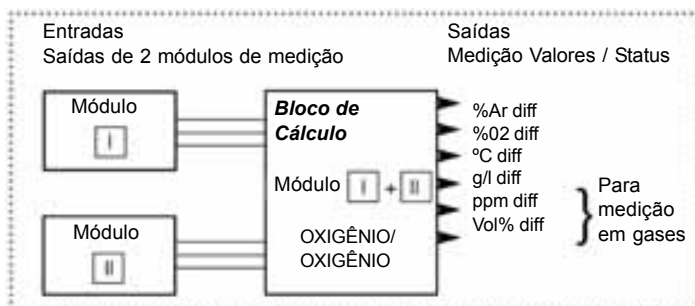 Entradas
Saídas de 2 módulos de medição
Saídas
Medição Valores / Status
Módulo
I
Módulo
II
Bloco de
Cálculo
Módulo I + II
OXIGÊNIO/
OXIGÊNIO
%Ar diff
%02 diff
ºC diff
g/l diff
ppm diff
Vol% diff
Para
medição
em gases